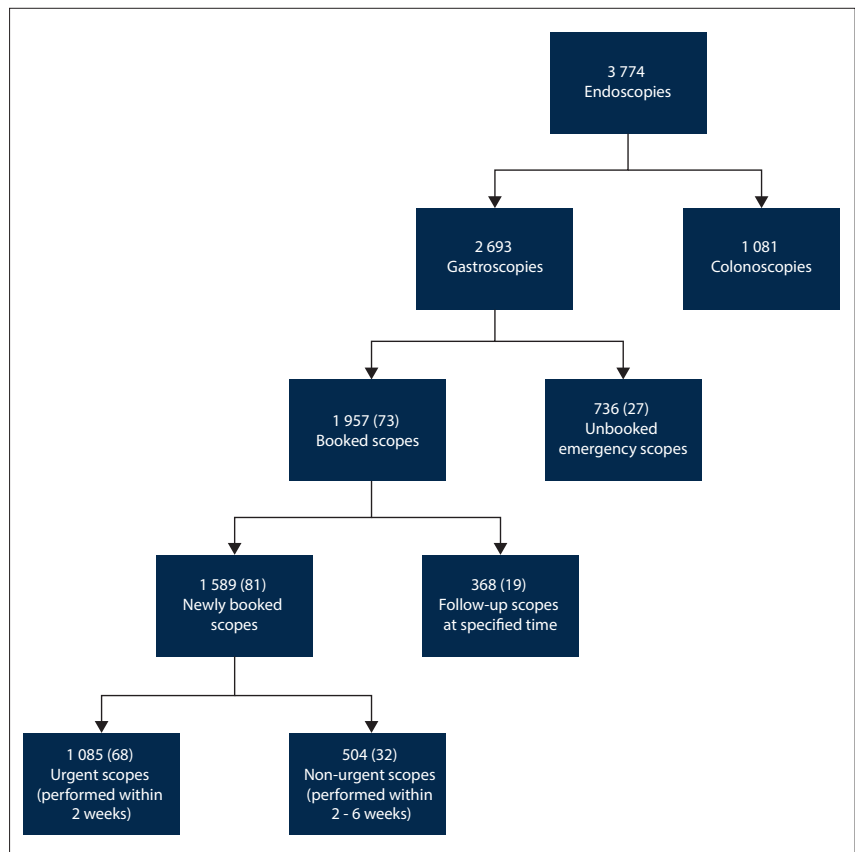 3 774
Endoscopies
2 693
Gastroscopies
1 081
Colonoscopies
1 957 (73)
Booked scopes
736 (27)
Unbooked
emergency scopes
1 589 (81)
Newly booked
scopes
368 (19)
Follow-up scopes
at specified time
1 085 (68)
Urgent scopes
(performed within
2 weeks)
504 (32)
Non-urgent scopes
(performed within
2 - 6 weeks)